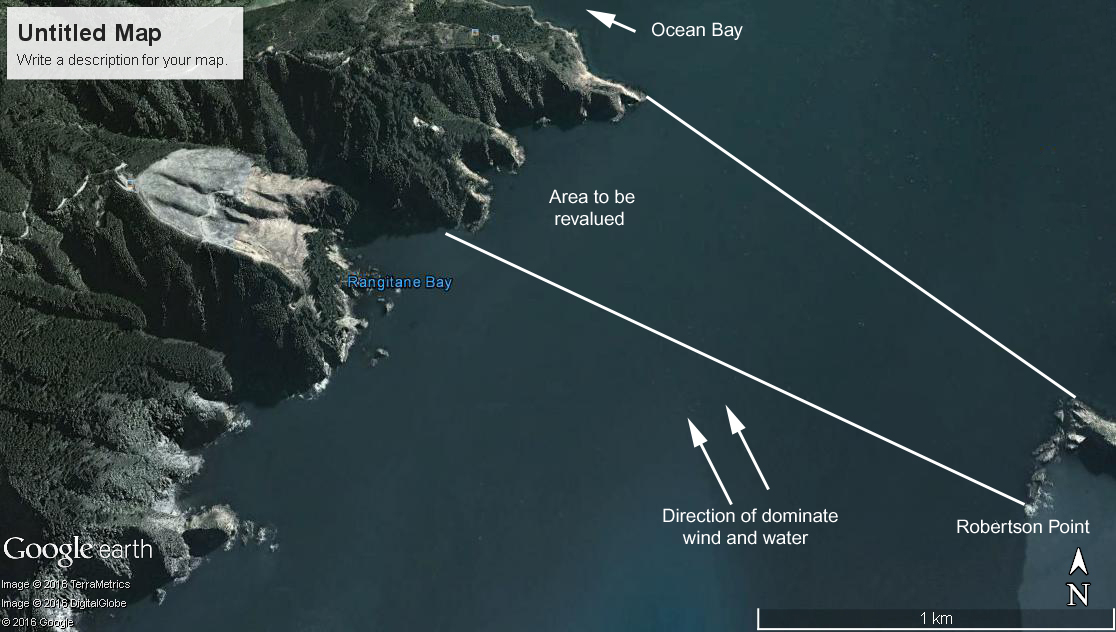 Untitled Map
Write a description for your map.
Ocean Bay
Area to be
revalued
Rangitane Bay
Direction of dominate
wind and water
Robertson Point
Google earth
Image © 2016 TerraMetrics
Image © 2016 DigitalGlobe
© 2016 Google
N
1 km